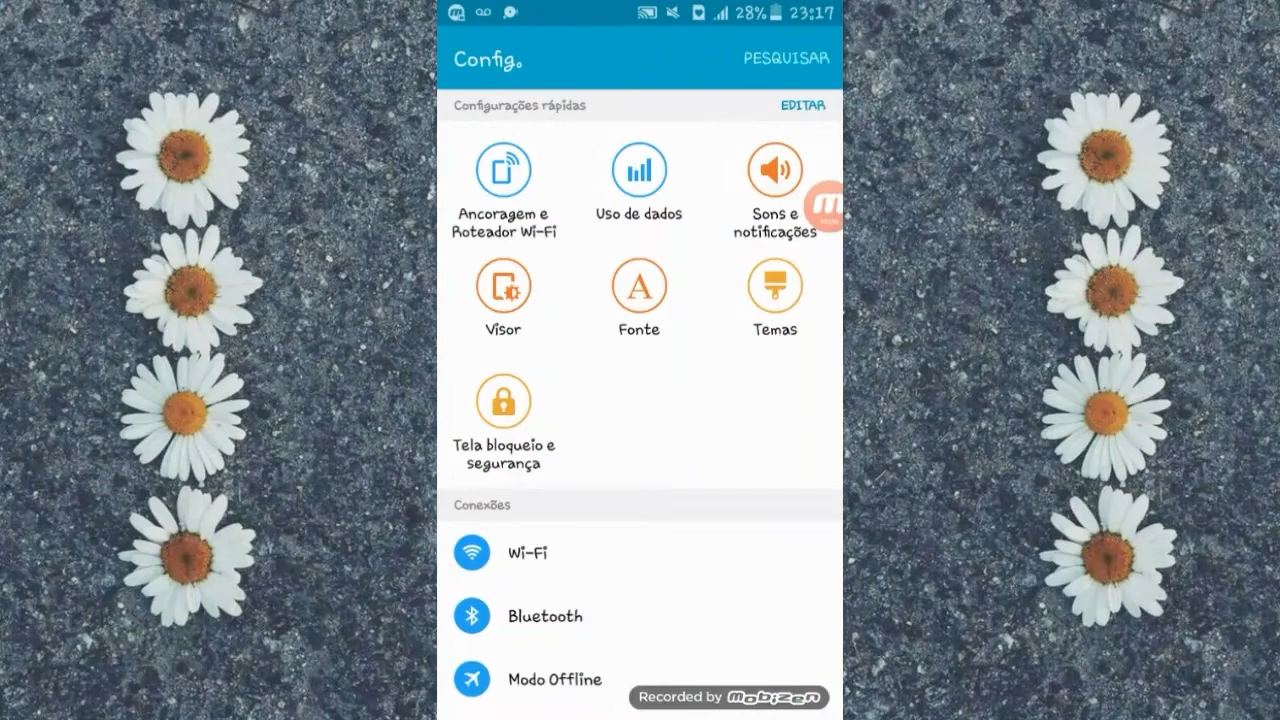 28% 23:17
Config.
PESQUISAR
Configurações rápidas
EDITAR
Ancoragem e
Roteador Wi-Fi
Uso de dados
Sons e
notificações
Visor
Fonte
Temas
Tela bloqueio e
segurança
Conexões
Wi-Fi
Bluetooth
Modo Offline
Recorded by mobizen